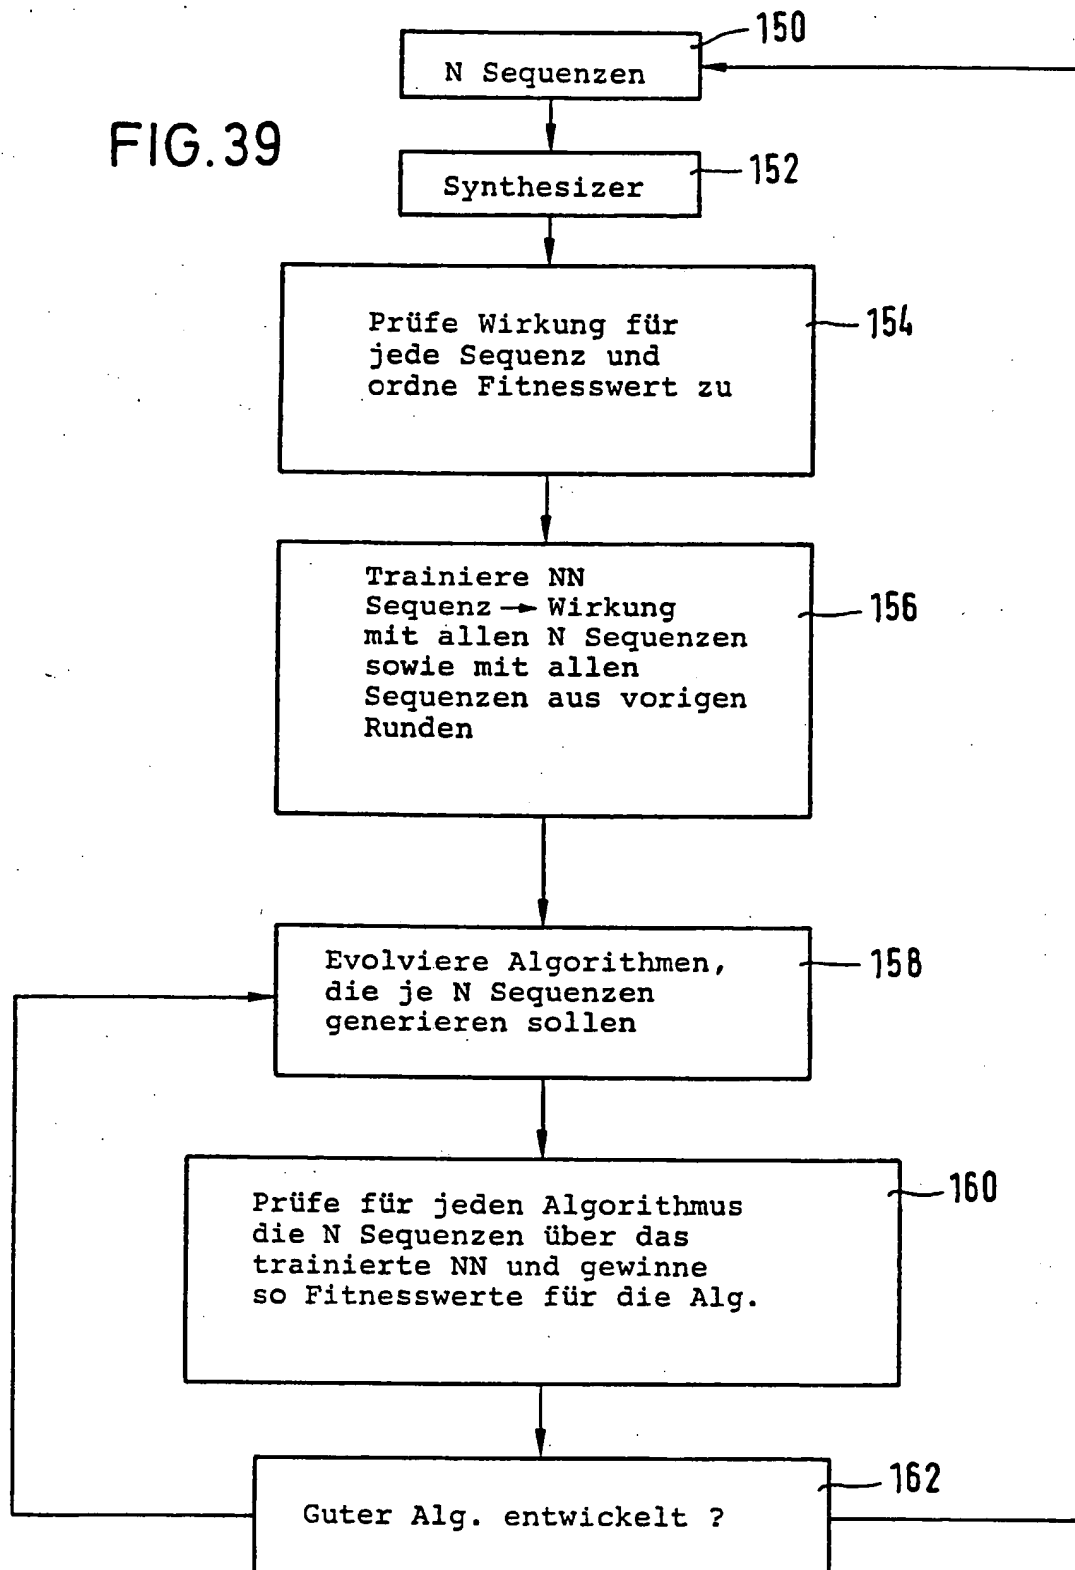 150
N Sequenzen
FIG.39
152
Synthesizer
154
Prüfe Wirkung für
jede Sequenz und
ordne Fitnesswert zu
156
Trainiere NN
Sequenz → Wirkung
mit allen N Sequenzen
sowie mit allen
Sequenzen aus vorigen
Runden
158
Evolviere Algorithmen,
die je N Sequenzen
generieren sollen
160
Prüfe für jeden Algorithmus
die N Sequenzen über das
trainierte NN und gewinne
so Fitnesswerte für die Alg.
162
Guter Alg. entwickelt ?